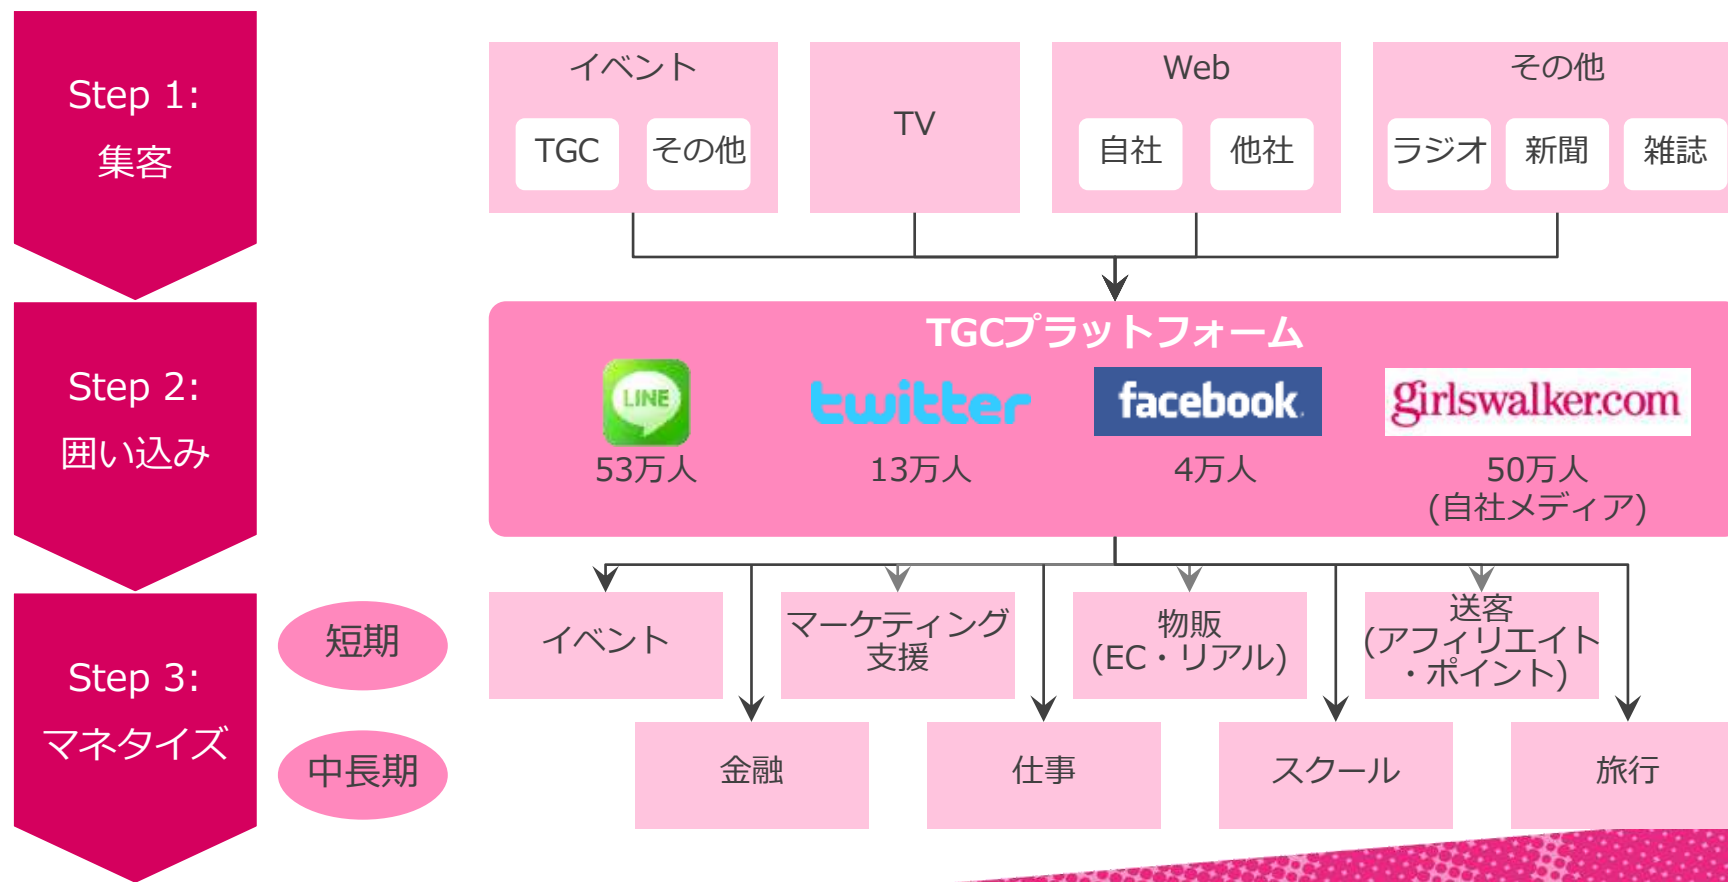 Step 1:
集客
イベント
TGC
その他
TV
Web
自社
他社
その他
ラジオ
新聞
雑誌
Step 2:
囲い込み
TGCプラットフォーム
LINE
twitter
facebook
girlswalker.com
53万人
13万人
4万人
50万人
(自社メディア)
Step 3:
マネタイズ
短期
イベント
マーケティング
支援
物販
(EC・リアル)
送客
(アフィリエイト
・ポイント)
中長期
金融
仕事
スクール
旅行